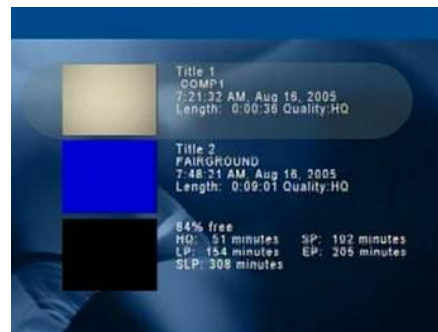 Title 1
COMP1
7:21:32 AM, Aug 16, 2005
Length: 0:00:36 Quality:HQ
Title 2
FAIRGROUND
7:48:21 AM, Aug 16, 2005
Length: 0:09:01 Quality:HQ
84% free
HQ: 51 minutes SP: 102 minutes
LP: 154 minutes EP: 205 minutes
SLP: 308 minutes